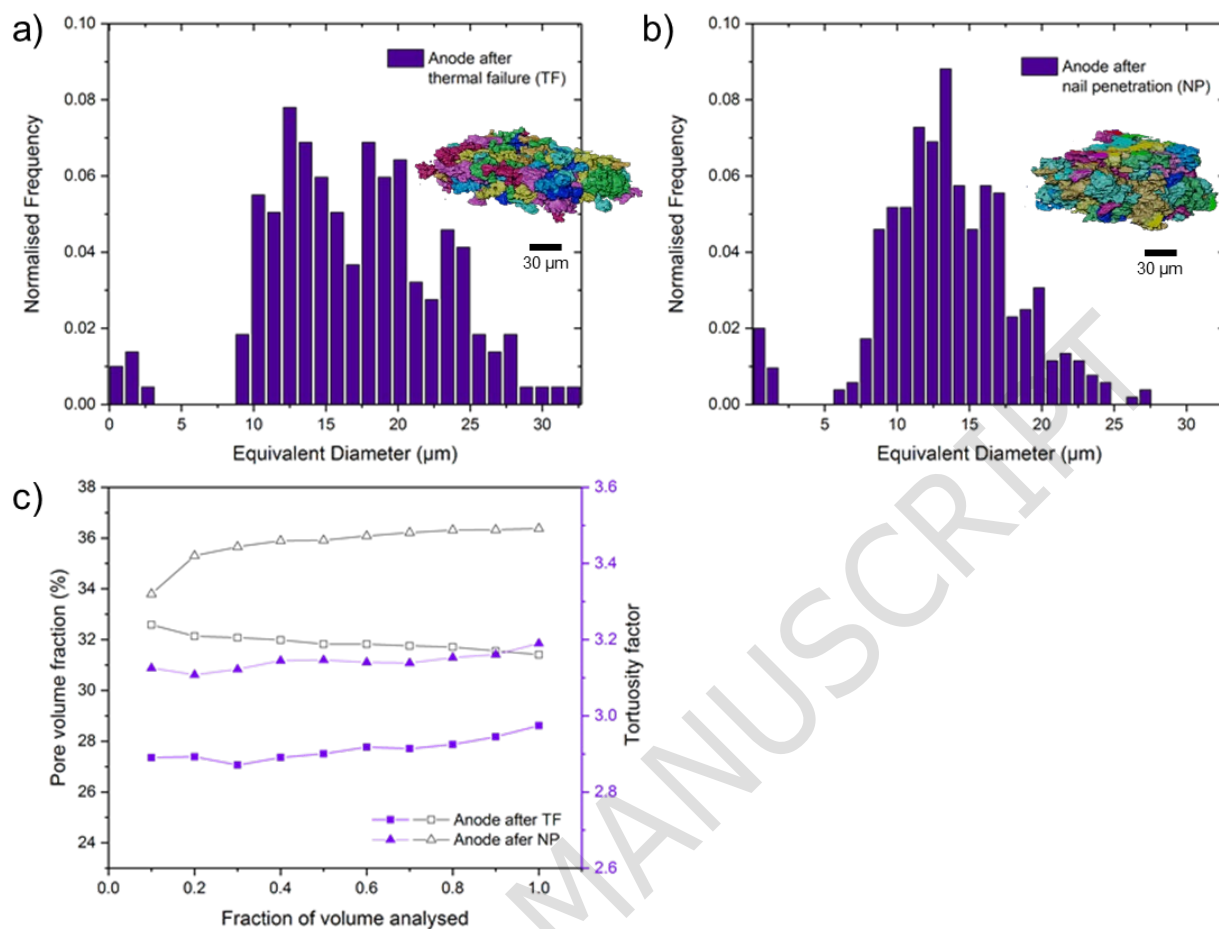 a)
0.10
0.08
0.06
0.04
0.02
0.00
Normalised Frequency
Anode after
thermal failure (TF)
30 µm
0 5 10 15 20 25 30
Equivalent Diameter (µm)
b)
0.10
0.08
0.06
0.04
0.02
0.00
Normalised Frequency
Anode after
nail penetration (NP)
30 µm
5 10 15 20 25 30
Equivalent Diameter (µm)
c)
38
36
34
32
30
28
26
24
Pore volume fraction (%)
3.6
3.4
3.2
3.0
2.8
2.6
Tortuosity factor
Anode after TF
Anode afer NP
0.0 0.2 0.4 0.6 0.8 1.0
Fraction of volume analysed
MANUSCRIPT